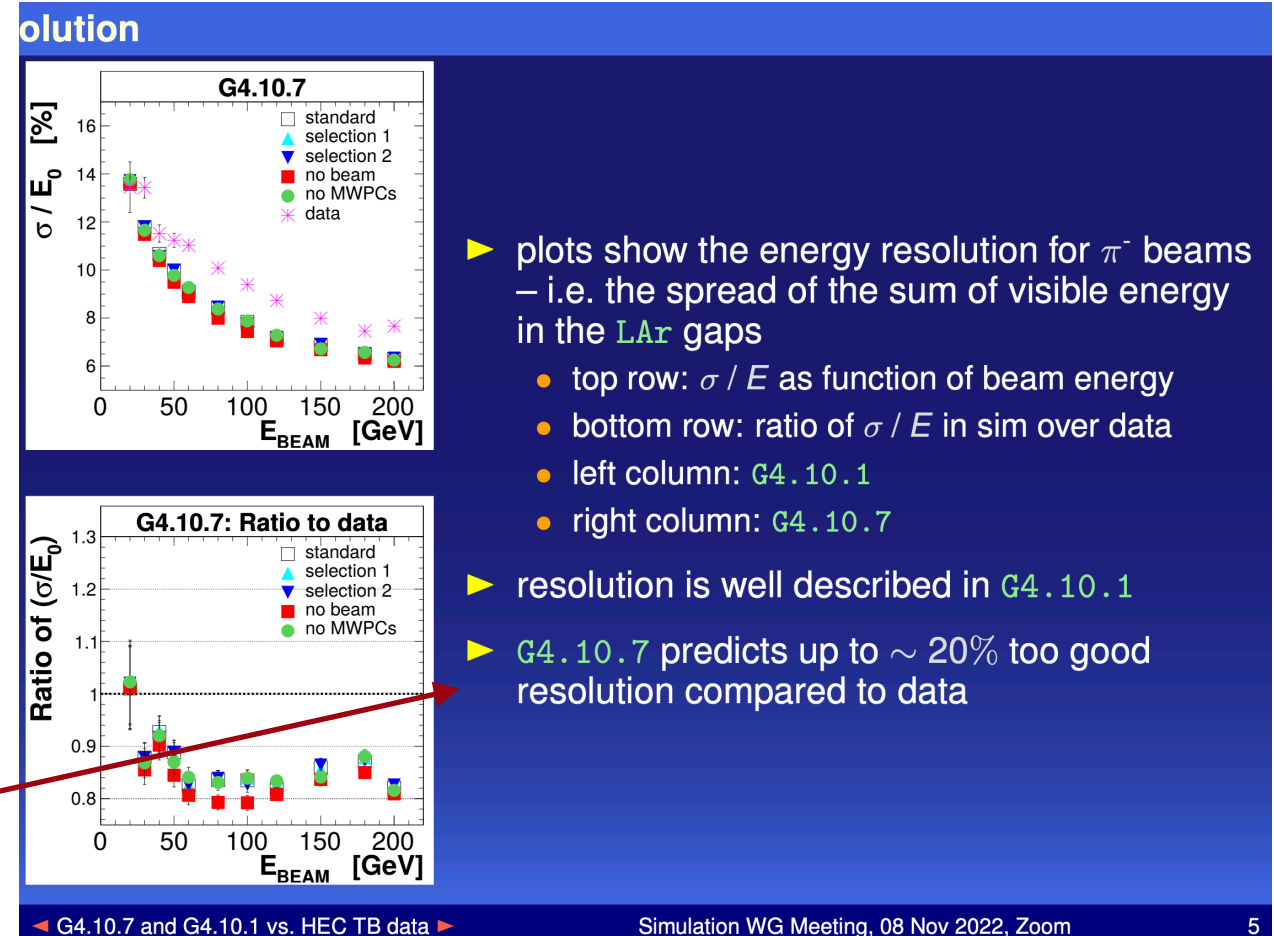 olution
G4.10.7
σ / E0 [%]
16
14
12
10
8
6
standard
selection 1
selection 2
no beam
no MWPCs
data
0 50 100 150 200
EBEAM [GeV]
G4.10.7: Ratio to data
Ratio of (σ/E0)
1.3
1.2
1.1
1
0.9
0.8
standard
selection 1
selection 2
no beam
no MWPCs
0 50 100 150 200
EBEAM [GeV]
► plots show the energy resolution for π- beams
– i.e. the spread of the sum of visible energy
in the LAr gaps
● top row: σ / E as function of beam energy
● bottom row: ratio of σ / E in sim over data
● left column: G4.10.1
● right column: G4.10.7
► resolution is well described in G4.10.1
► G4.10.7 predicts up to ∼ 20% too good
resolution compared to data
◄ G4.10.7 and G4.10.1 vs. HEC TB data ► Simulation WG Meeting, 08 Nov 2022, Zoom 5